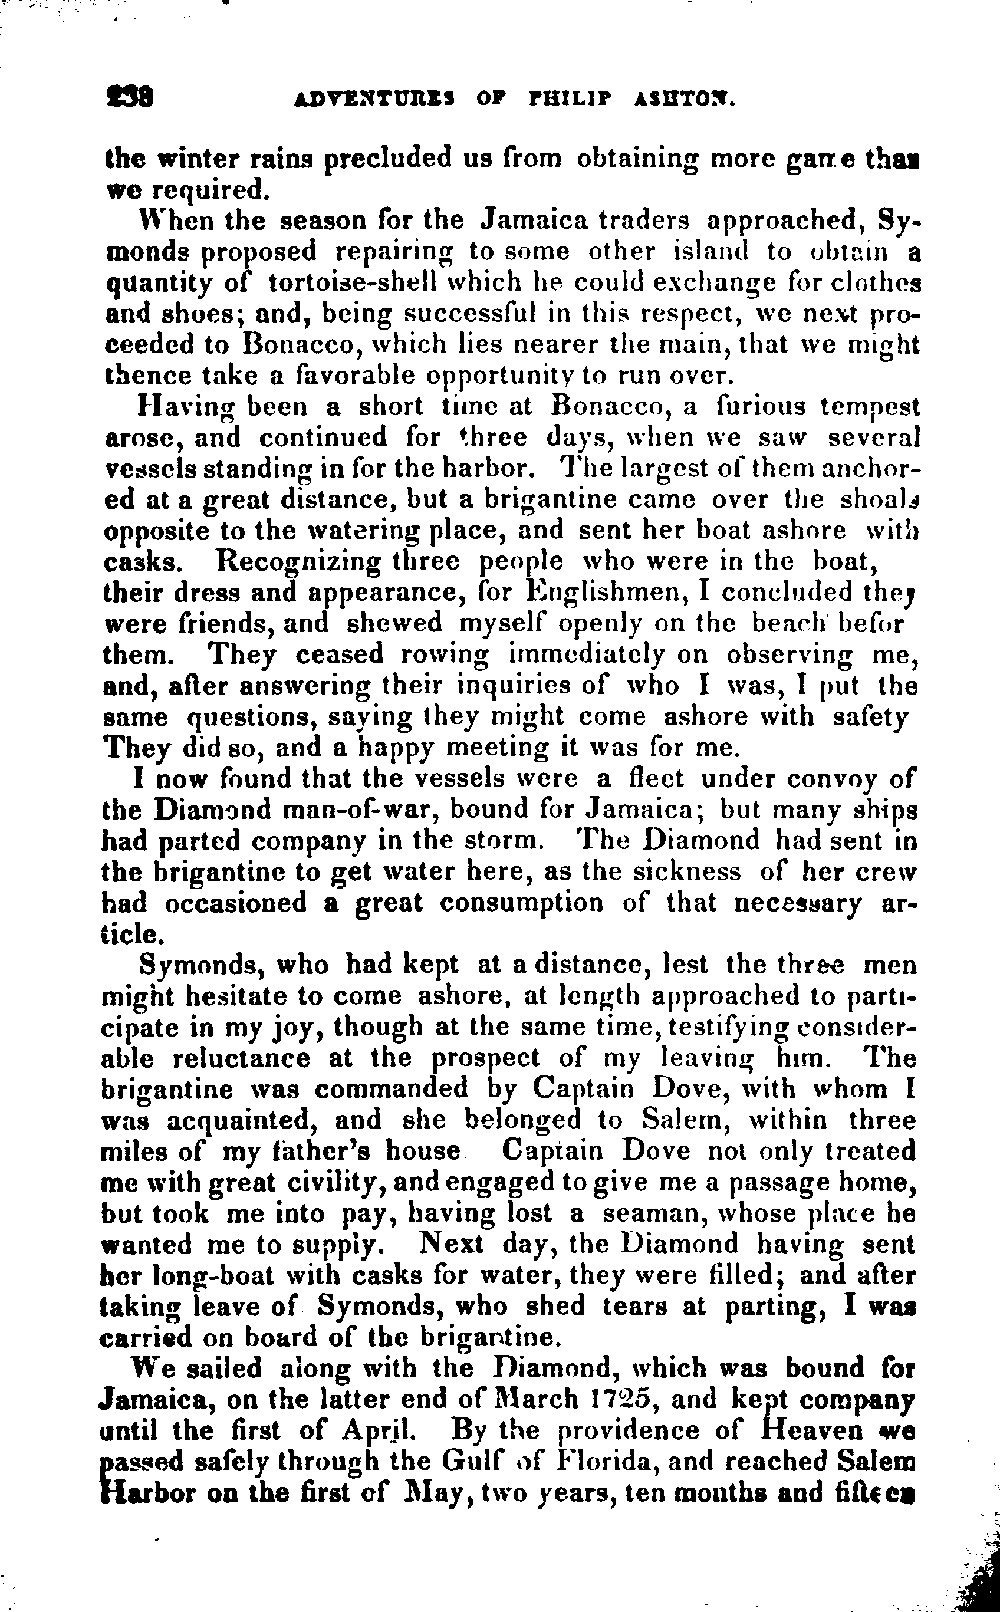 238 ADVENTURES OF PHILIP ASHTON.
the winter rains precluded us from obtaining more game than
we required.
When the season for the Jamaica traders approached, Sy-
monds proposed repairing to some other island to obtain a
quantity of tortoise-shell which he could exchange for clothes
and shoes; and, being successful in this respect, we next pro-
ceeded to Bonacco, which lies nearer the main, that we might
thence take a favorable opportunity to run over.
Having been a short time at Bonacco, a furious tempest
arose, and continued for three days, when we saw several
vessels standing in for the harbor. The largest of them anchor-
ed at a great distance, but a brigantine came over the shoals
opposite to the watering place, and sent her boat ashore with
casks. Recognizing three people who were in the boat,
their dress and appearance, for Englishmen, I concluded they
were friends, and shewed myself openly on the beach befor
them. They ceased rowing immediately on observing me,
and, after answering their inquiries of who I was, I put the
same questions, saying they might come ashore with safety
They did so, and a happy meeting it was for me.
I now found that the vessels were a fleet under convoy of
the Diamond man-of-war, bound for Jamaica; but many ships
had parted company in the storm. The Diamond had sent in
the brigantine to get water here, as the sickness of her crew
had occasioned a great consumption of that necessary ar-
ticle.
Symonds, who had kept at a distance, lest the three men
might hesitate to come ashore, at length approached to parti-
cipate in my joy, though at the same time, testifying consider-
able reluctance at the prospect of my leaving him. The
brigantine was commanded by Captain Dove, with whom I
was acquainted, and she belonged to Salem, within three
miles of my father's house Captain Dove not only treated
me with great civility, and engaged to give me a passage home,
but took me into pay, having lost a seaman, whose place he
wanted me to supply. Next day, the Diamond having sent
her long-boat with casks for water, they were filled; and after
taking leave of Symonds, who shed tears at parting, I was
carried on board of the brigantine.
We sailed along with the Diamond, which was bound for
Jamaica, on the latter end of March 1725, and kept company
until the first of April. By the providence of Heaven we
passed safely through the Gulf of Florida, and reached Salem
Harbor on the first of May, two years, ten months and fifteen